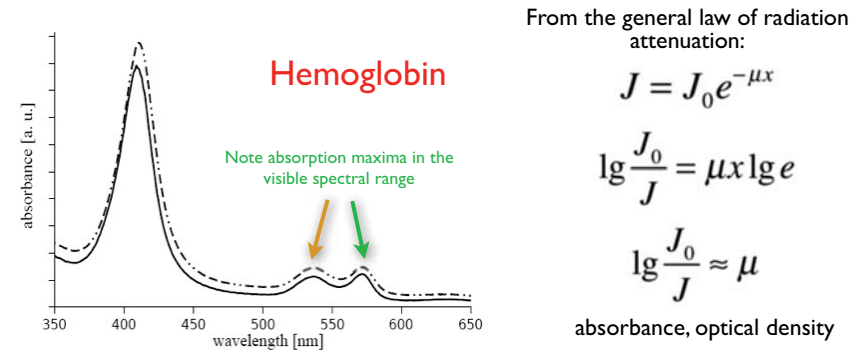 Hemoglobin
Note absorption maxima in the
visible spectral range
absorbance [a. u.]
350 400 450 500 550 600 650
wavelength [nm]
From the general law of radiation
attenuation:
J = J₀e^{-μx}
lg J₀/J = μx lg e
lg J₀/J ≈ μ
absorbance, optical density